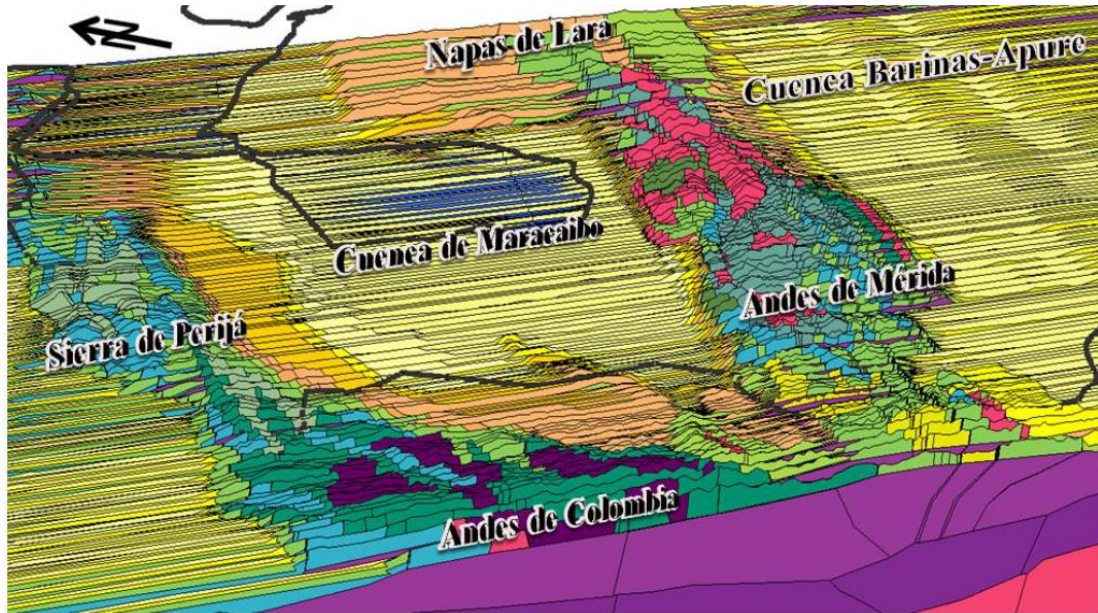 N
Napas de Lara
Cuenca Barinas-Apure
Cuenca de Maracaibo
Andes de Mérida
Sierra de Perijá
Andes de Colombia